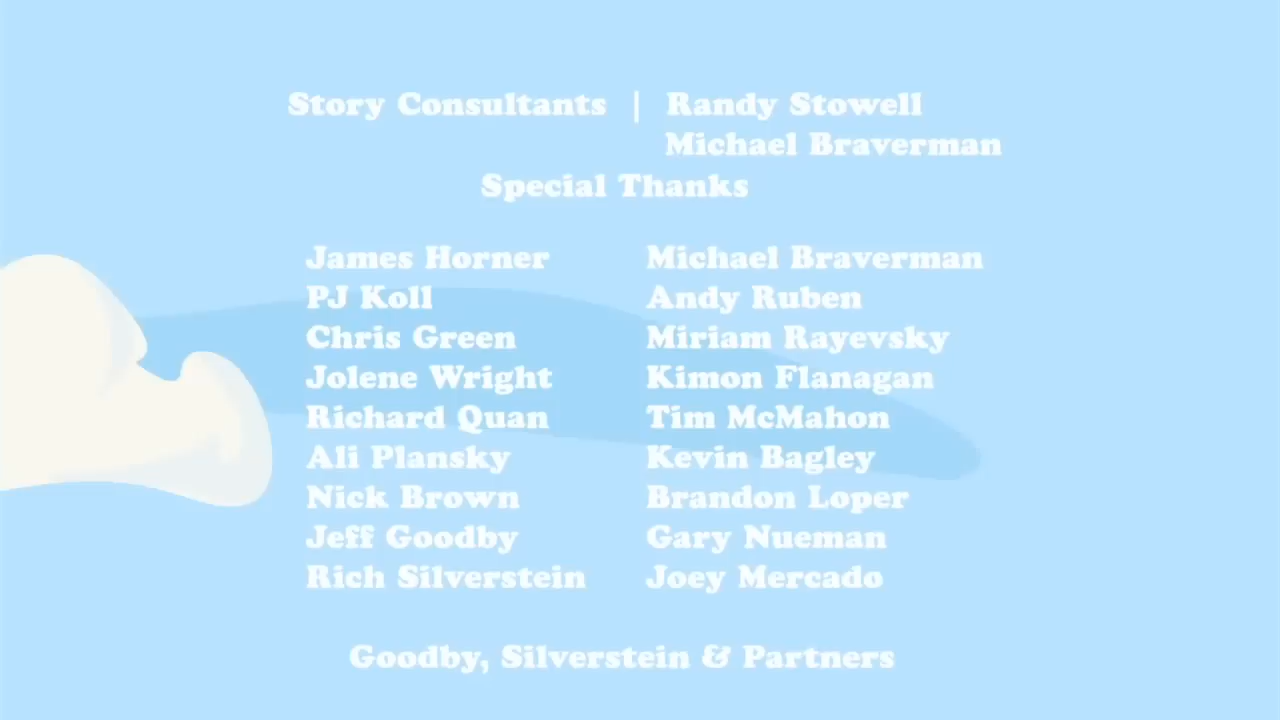 Story Consultants | Randy Stowell
Michael Braverman
Special Thanks
James Horner Michael Braverman
PJ Koll Andy Ruben
Chris Green Miriam Rayevsky
Jolene Wright Kimon Flanagan
Richard Quan Tim McMahon
Ali Plansky Kevin Bagley
Nick Brown Brandon Loper
Jeff Goodby Gary Nueman
Rich Silverstein Joey Mercado
Goodby, Silverstein & Partners